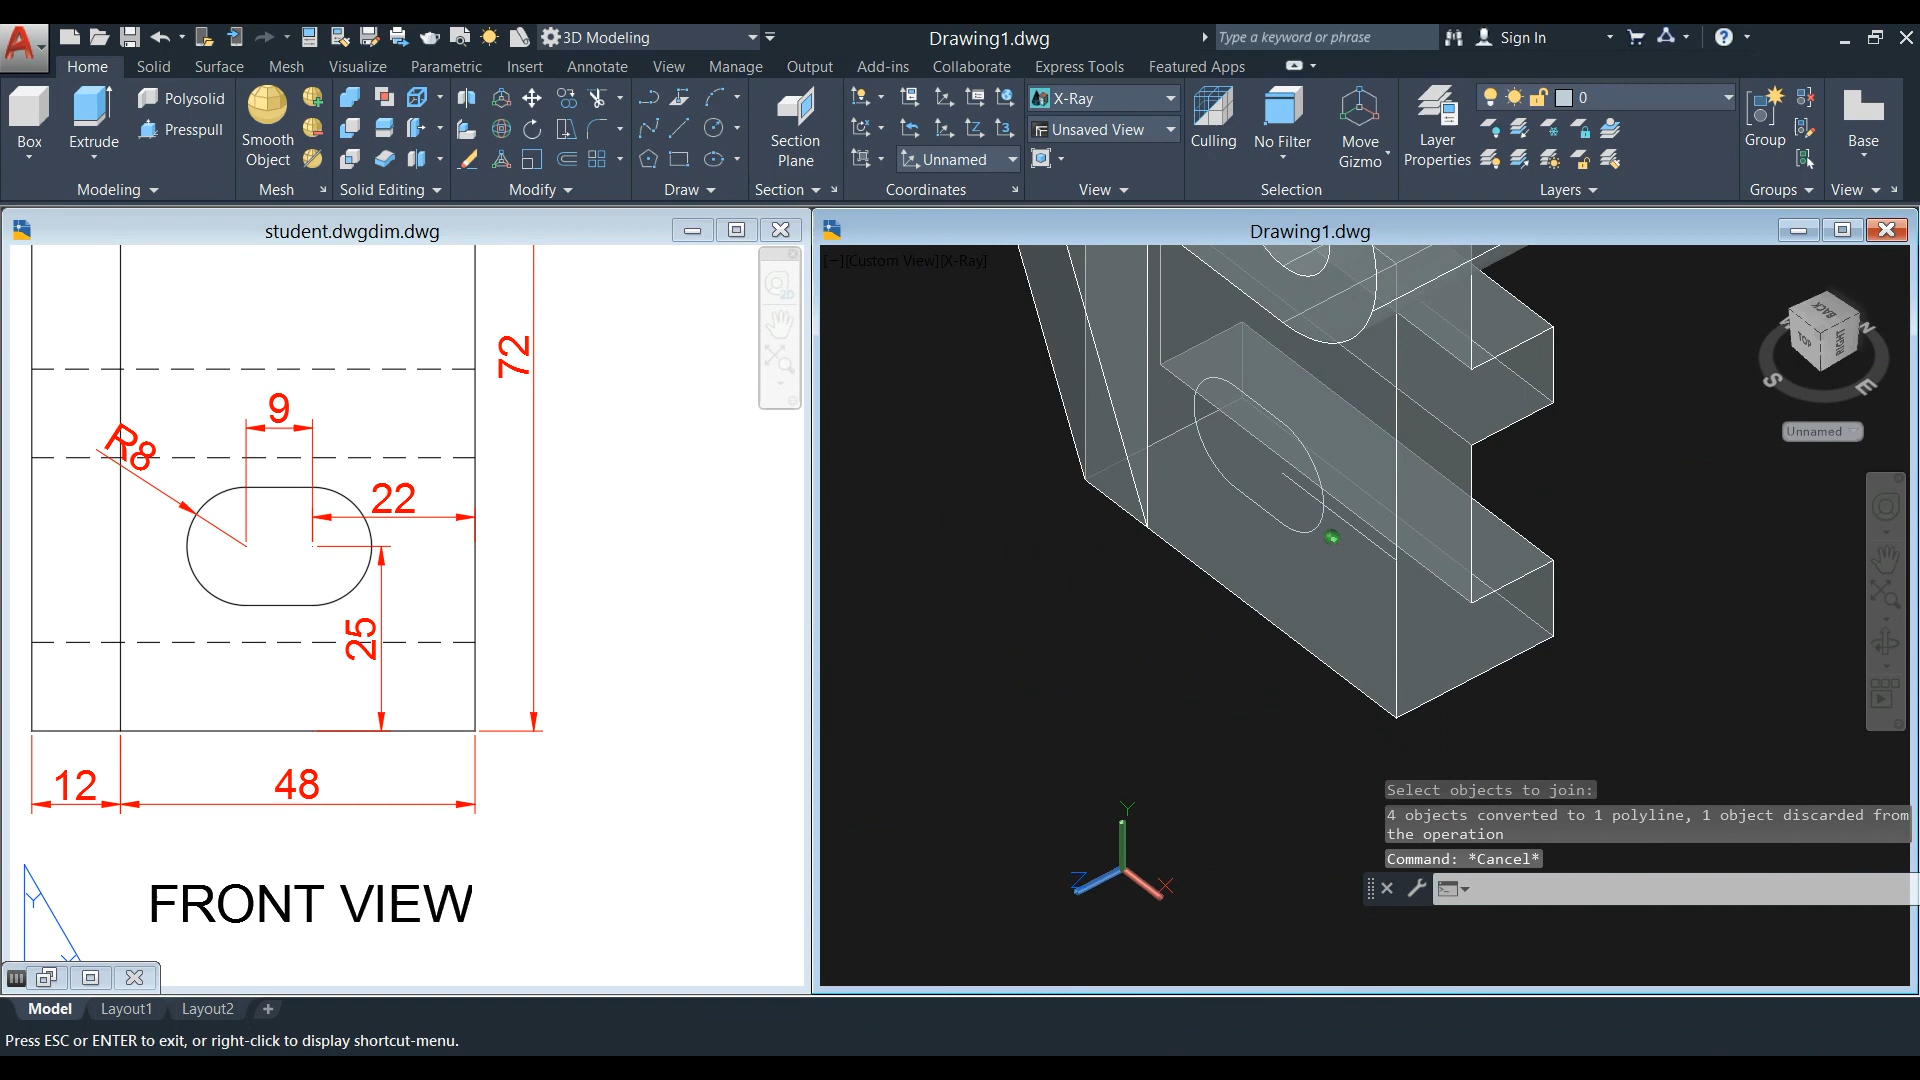 3D Modeling
Drawing1.dwg
Type a keyword or phrase
Sign In
Home Solid Surface Mesh Visualize Parametric Insert Annotate View Manage Output Add-ins Collaborate Express Tools Featured Apps
Box
Extrude
Polysolid
Presspull
Smooth
Object
Section
Plane
Unnamed
X-Ray
Unsaved View
Culling
No Filter
Move
Gizmo
Layer
Properties
0
Group
Base
Modeling
Mesh
Solid Editing
Modify
Draw
Section
Coordinates
View
Selection
Layers
Groups
View
student.dwgdim.dwg
72
9
R8
22
25
12
48
FRONT VIEW
Y
Drawing1.dwg
[−][Custom View][X-Ray]
BACK
TOP
RIGHT
N
S
E
Unnamed
Y
Z
X
Select objects to join:
4 objects converted to 1 polyline, 1 object discarded from
the operation
Command: *Cancel*
Model Layout1 Layout2
Press ESC or ENTER to exit, or right-click to display shortcut-menu.